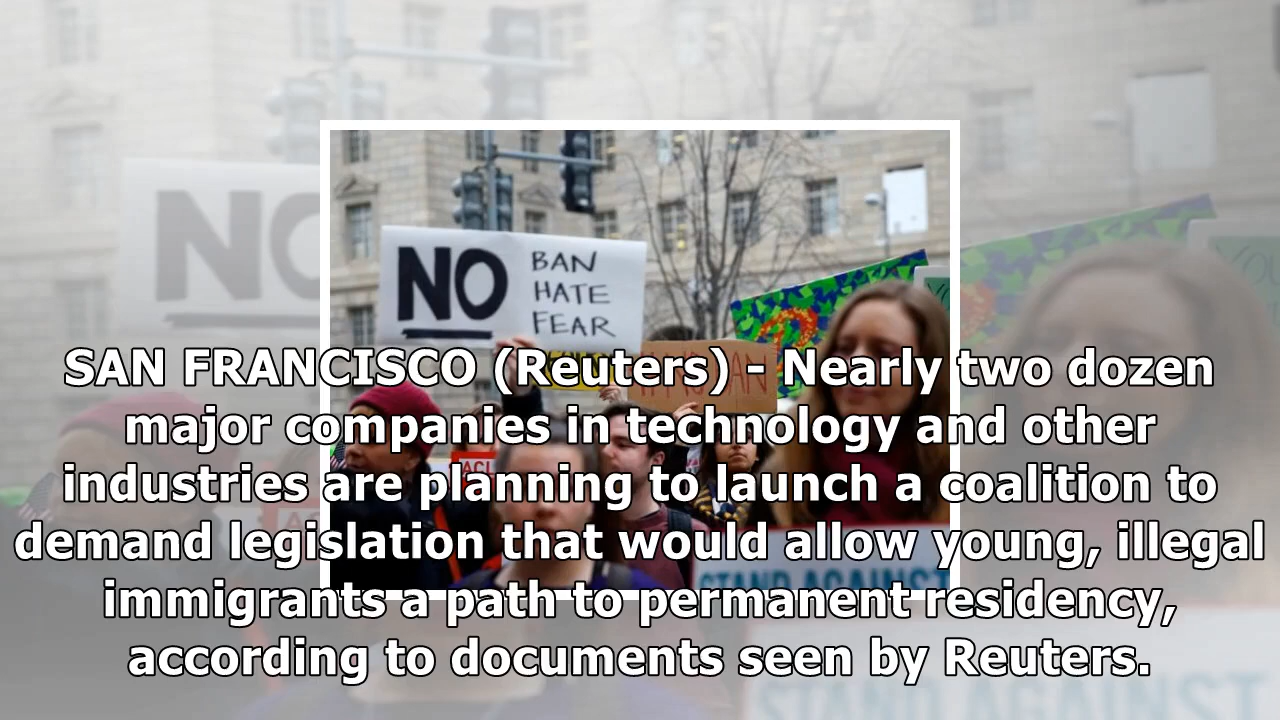 NO
BAN
HATE
FEAR
SAN FRANCISCO (Reuters) - Nearly two dozen
major companies in technology and other
industries are planning to launch a coalition to
demand legislation that would allow young, illegal
immigrants a path to permanent residency,
according to documents seen by Reuters.
STAND AGAINST